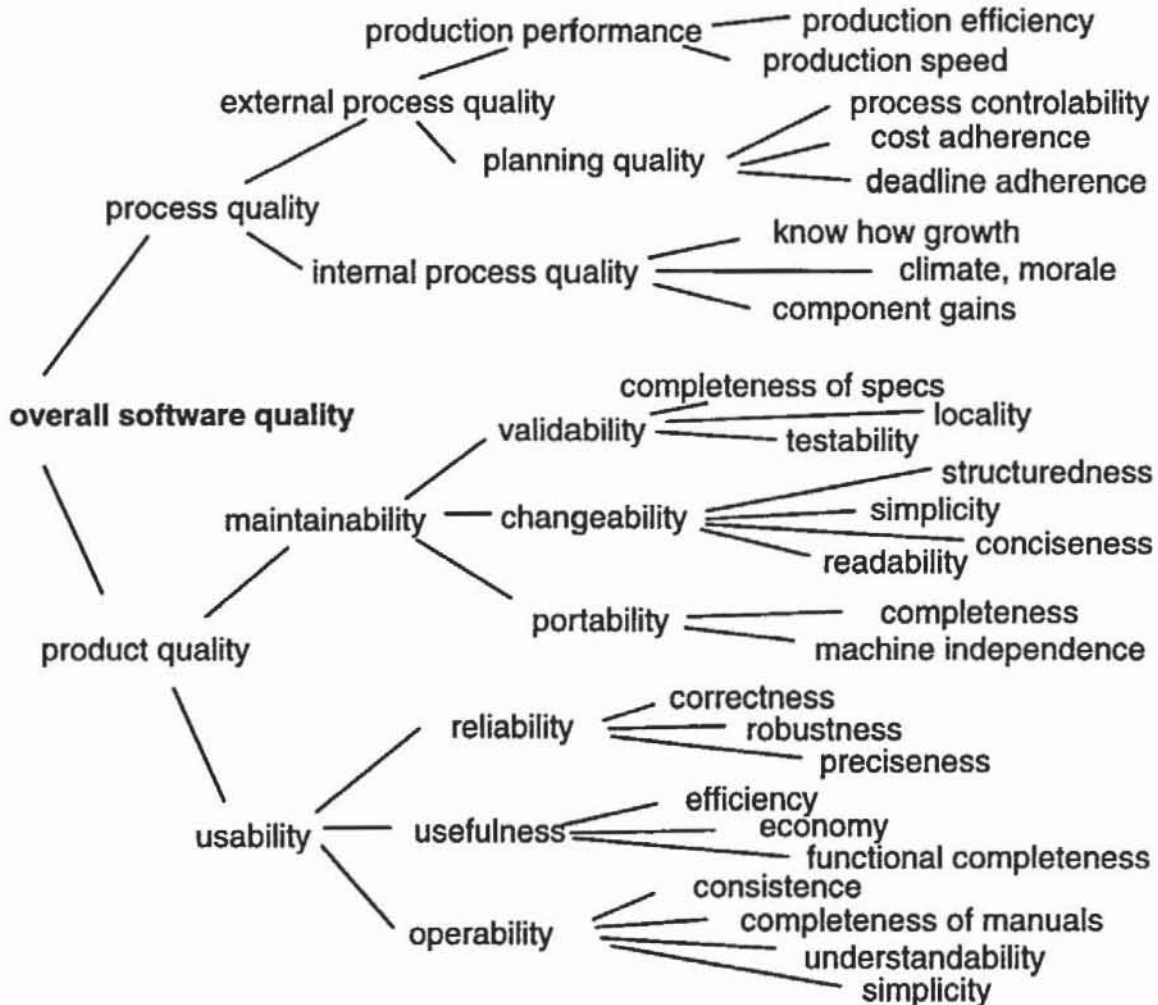 production performance
production efficiency
production speed
external process quality
process controlability
cost adherence
planning quality
deadline adherence
process quality
know how growth
internal process quality
climate, morale
component gains
completeness of specs
overall software quality
locality
validability
testability
structuredness
maintainability
changeability
simplicity
conciseness
readability
portability
completeness
machine independence
product quality
correctness
reliability
robustness
preciseness
efficiency
usability
usefulness
economy
functional completeness
consistence
operability
completeness of manuals
understandability
simplicity